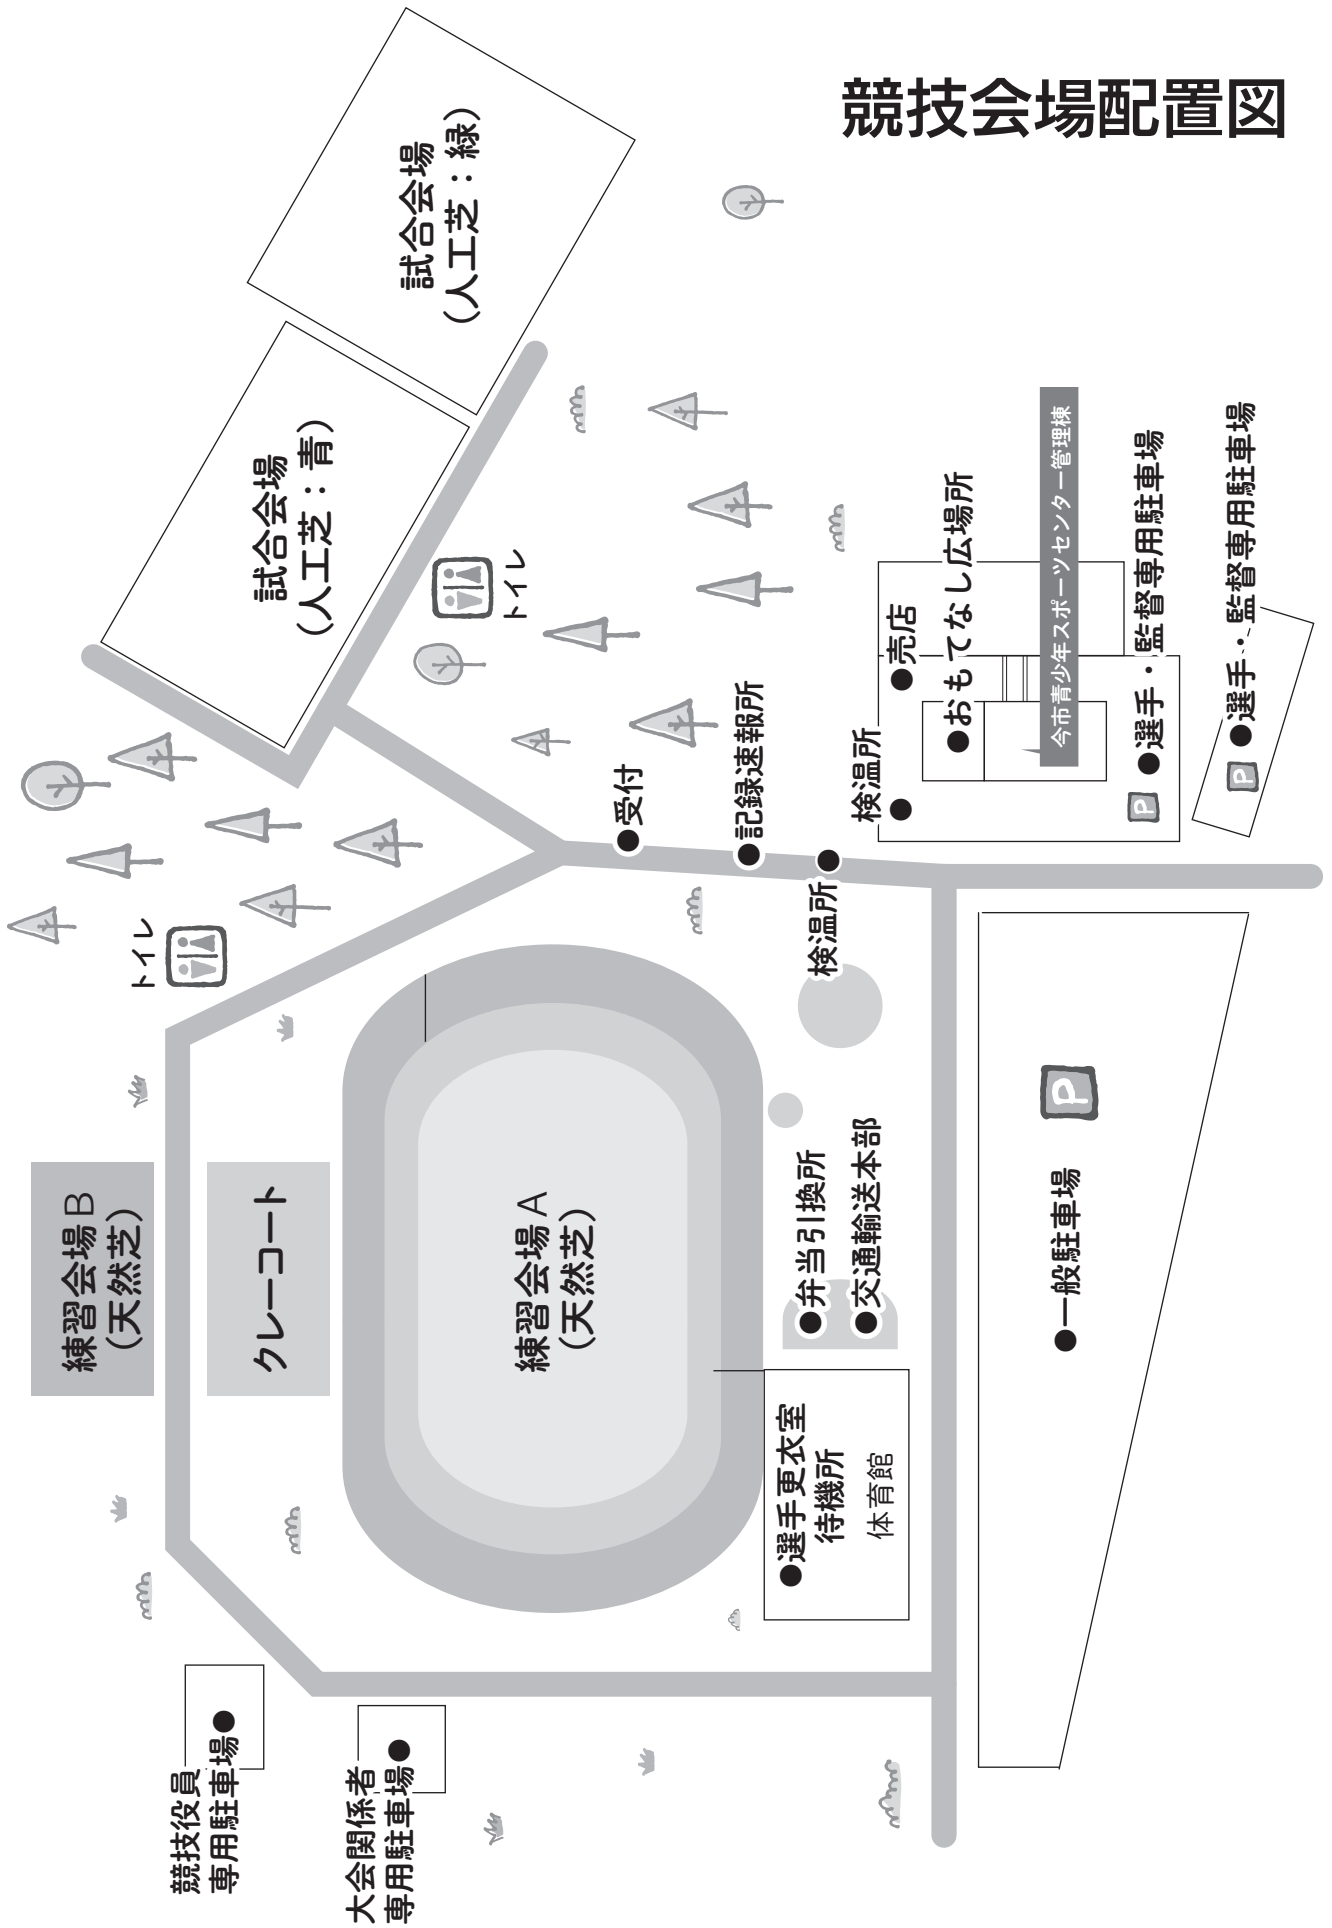 競技会場配置図
試合会場
（人工芝：緑）
試合会場
（人工芝：青）
トイレ
トイレ
受付
記録速報所
検温所
検温所
売店
おもてなし広場所
今市青少年スポーツセンター管理棟
選手・監督専用駐車場
P
選手・監督専用駐車場
P
練習会場B
（天然芝）
クレーコート
練習会場A
（天然芝）
弁当引換所
交通輸送本部
選手更衣室
待機所
体育館
一般駐車場
P
競技役員
専用駐車場
大会関係者
専用駐車場